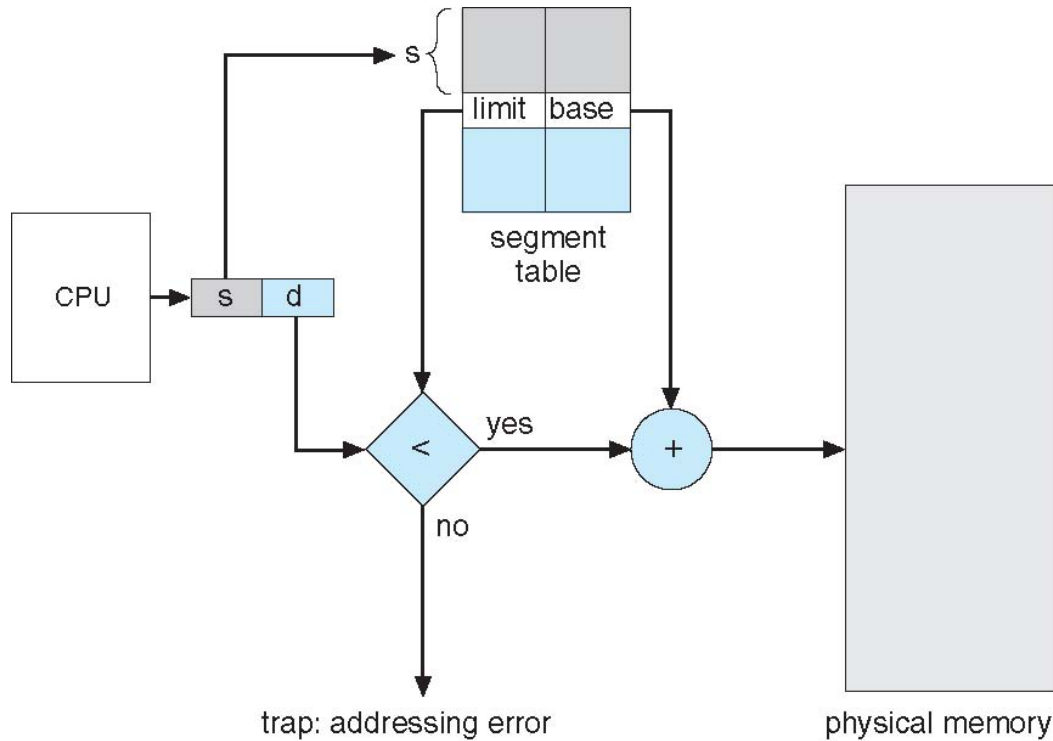 s
limit base
segment
table
CPU
s d
<
yes
+
no
trap: addressing error
physical memory